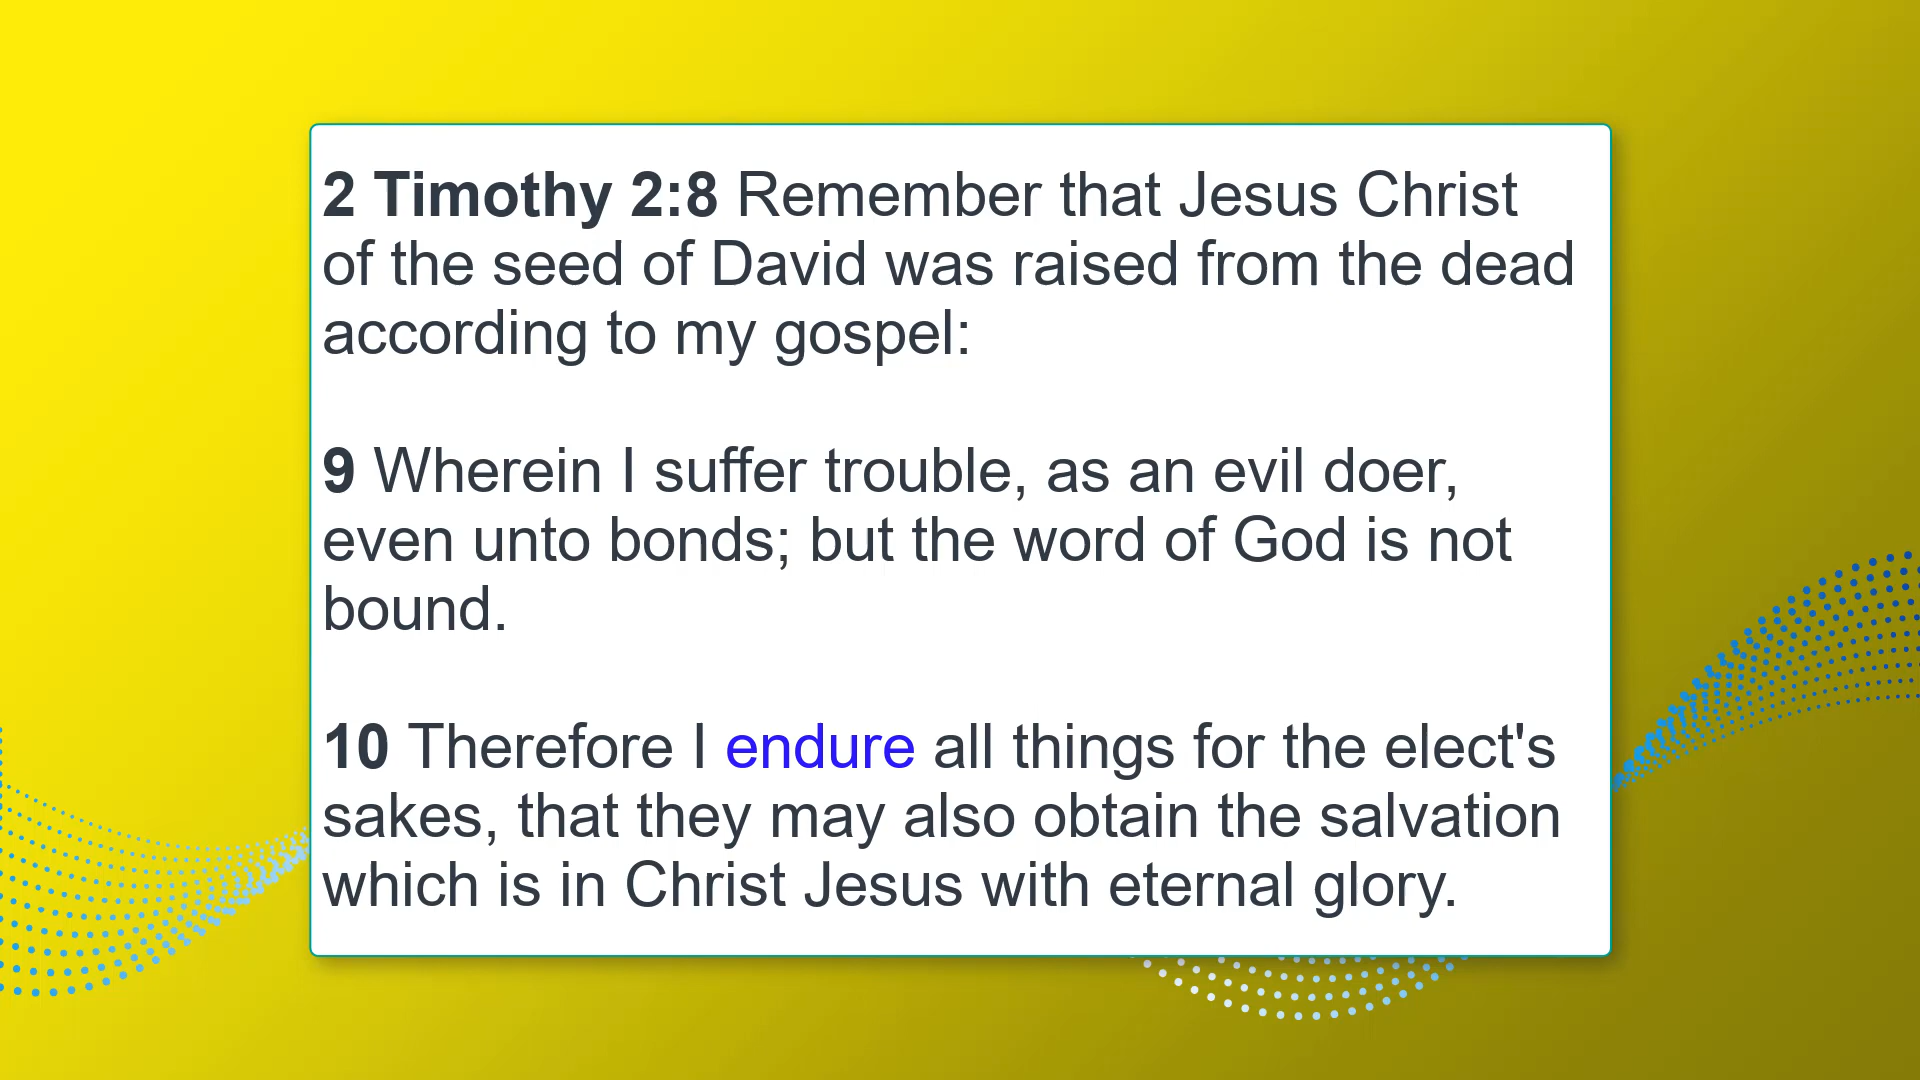 2 Timothy 2:8 Remember that Jesus Christ
of the seed of David was raised from the dead
according to my gospel:
9 Wherein I suffer trouble, as an evil doer,
even unto bonds; but the word of God is not
bound.
10 Therefore I endure all things for the elect's
sakes, that they may also obtain the salvation
which is in Christ Jesus with eternal glory.